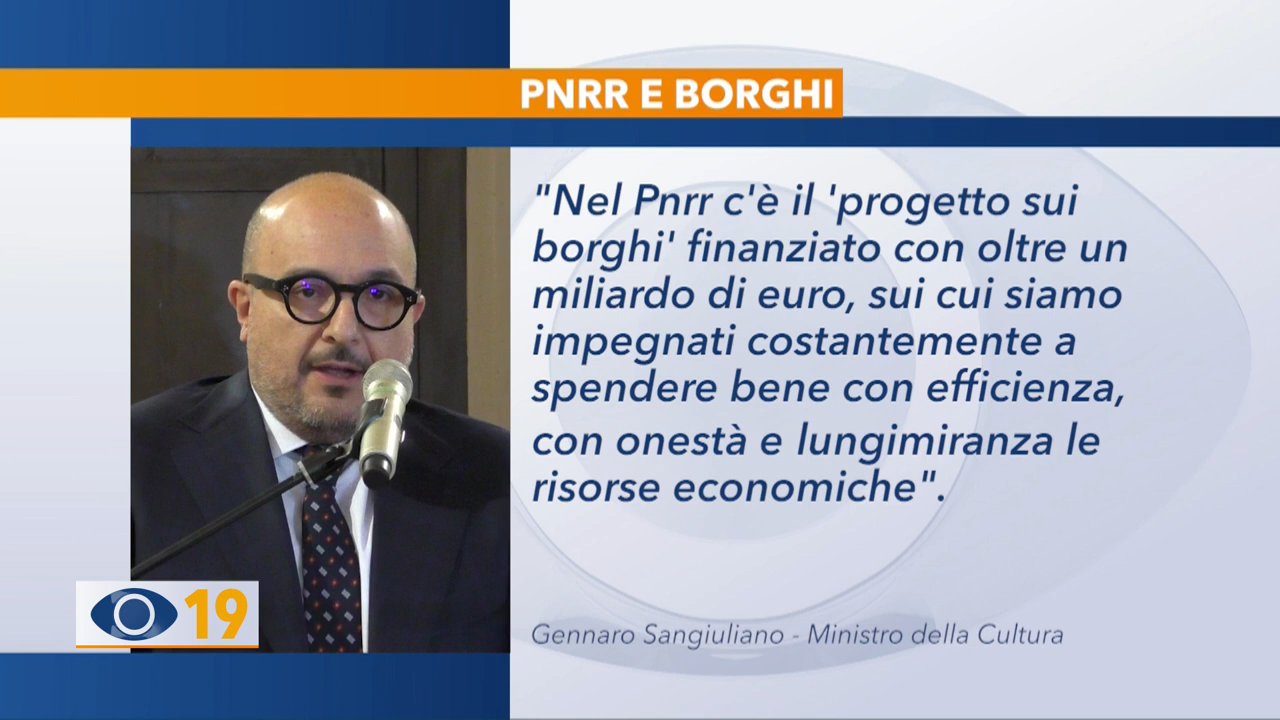 PNRR E BORGHI
"Nel Pnrr c'è il 'progetto sui
borghi' finanziato con oltre un
miliardo di euro, sui cui siamo
impegnati costantemente a
spendere bene con efficienza,
con onestà e lungimiranza le
risorse economiche".
19
Gennaro Sangiuliano - Ministro della Cultura